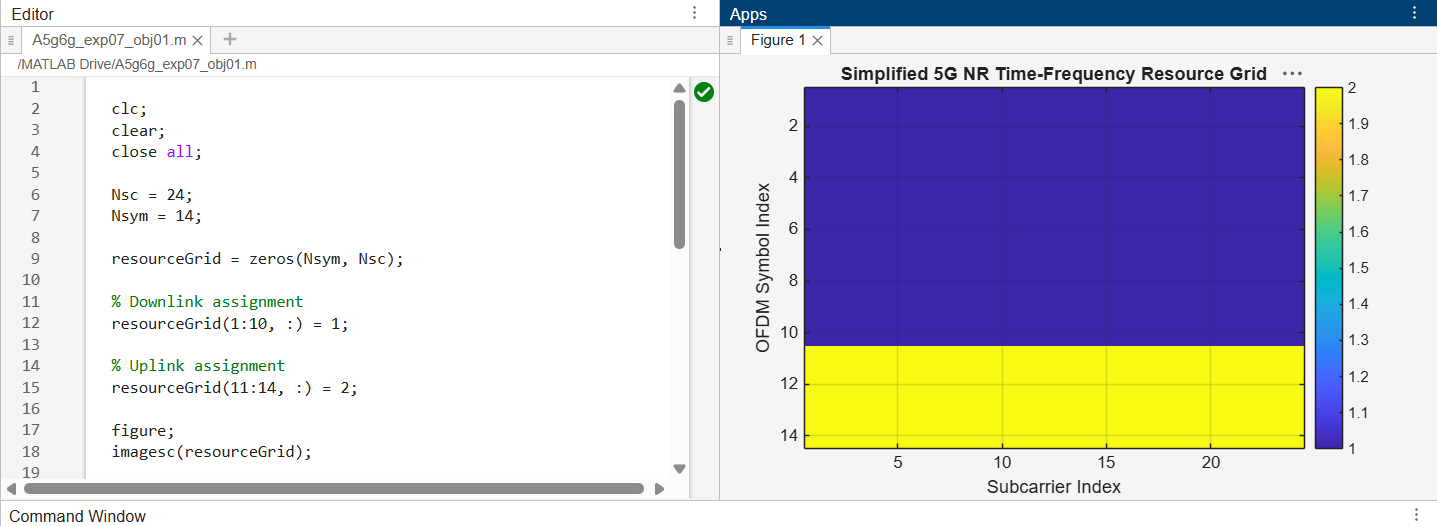 Editor
A5g6g_exp07_obj01.m
/MATLAB Drive/A5g6g_exp07_obj01.m
1
2 clc;
3 clear;
4 close all;
5
6 Nsc = 24;
7 Nsym = 14;
8
9 resourceGrid = zeros(Nsym, Nsc);
10
11 % Downlink assignment
12 resourceGrid(1:10, :) = 1;
13
14 % Uplink assignment
15 resourceGrid(11:14, :) = 2;
16
17 figure;
18 imagesc(resourceGrid);
19
Command Window
Apps
Figure 1
Simplified 5G NR Time-Frequency Resource Grid
OFDM Symbol Index
2
4
6
8
10
12
14
5 10 15 20
Subcarrier Index
2
1.9
1.8
1.7
1.6
1.5
1.4
1.3
1.2
1.1
1